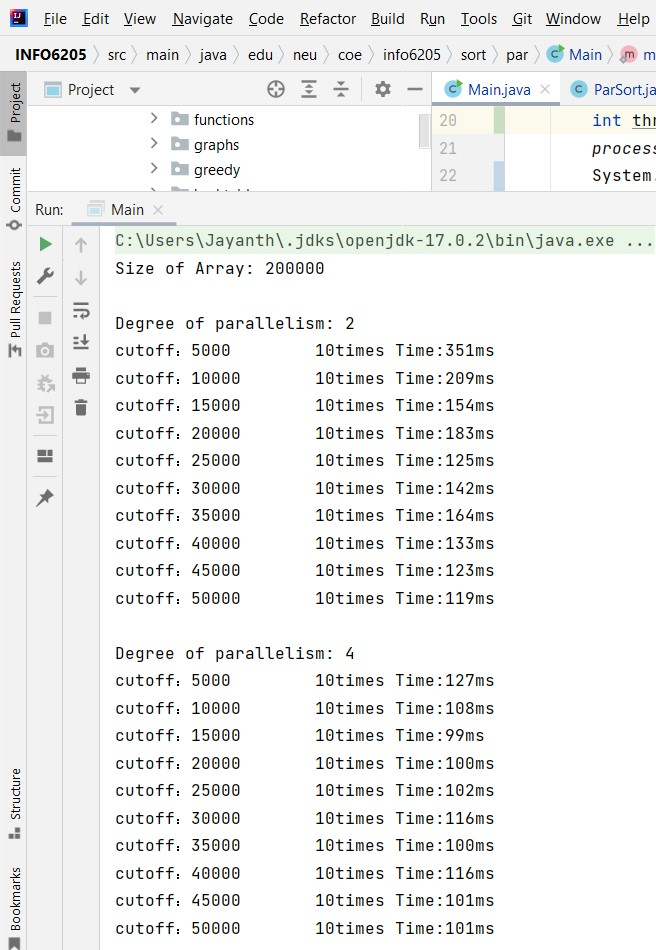 File Edit View Navigate Code Refactor Build Run Tools Git Window Help
INFO6205 src main java edu neu coe info6205 sort par Main m m
Project
Commit
Pull Requests
Structure
Bookmarks
Project
functions
graphs
greedy
Main.java ParSort.ja
20 int thr
21 process
22 System.
Run: Main
C:\Users\Jayanth\.jdks\openjdk-17.0.2\bin\java.exe ...
Size of Array: 200000
Degree of parallelism: 2
cutoff：5000 10times Time:351ms
cutoff：10000 10times Time:209ms
cutoff：15000 10times Time:154ms
cutoff：20000 10times Time:183ms
cutoff：25000 10times Time:125ms
cutoff：30000 10times Time:142ms
cutoff：35000 10times Time:164ms
cutoff：40000 10times Time:133ms
cutoff：45000 10times Time:123ms
cutoff：50000 10times Time:119ms
Degree of parallelism: 4
cutoff：5000 10times Time:127ms
cutoff：10000 10times Time:108ms
cutoff：15000 10times Time:99ms
cutoff：20000 10times Time:100ms
cutoff：25000 10times Time:102ms
cutoff：30000 10times Time:116ms
cutoff：35000 10times Time:100ms
cutoff：40000 10times Time:116ms
cutoff：45000 10times Time:101ms
cutoff：50000 10times Time:101ms